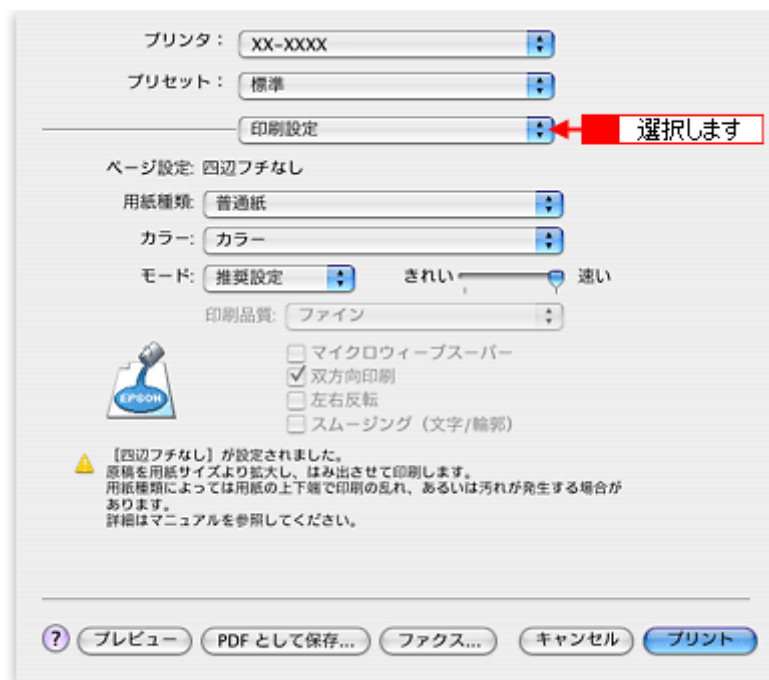 プリンタ： XX-XXXX
プリセット： 標準
印刷設定 選択します
ページ設定: 四辺フチなし
用紙種類: 普通紙
カラー: カラー
モード: 推奨設定 きれい 速い
印刷品質: ファイン
マイクロウィーブスーパー
双方向印刷
左右反転
スムージング（文字/輪郭）
EPSON
［四辺フチなし］が設定されました。
原稿を用紙サイズより拡大し、はみ出させて印刷します。
用紙種類によっては用紙の上下端で印刷の乱れ、あるいは汚れが発生する場合が
あります。
詳細はマニュアルを参照してください。
? プレビュー PDF として保存... ファクス... キャンセル プリント